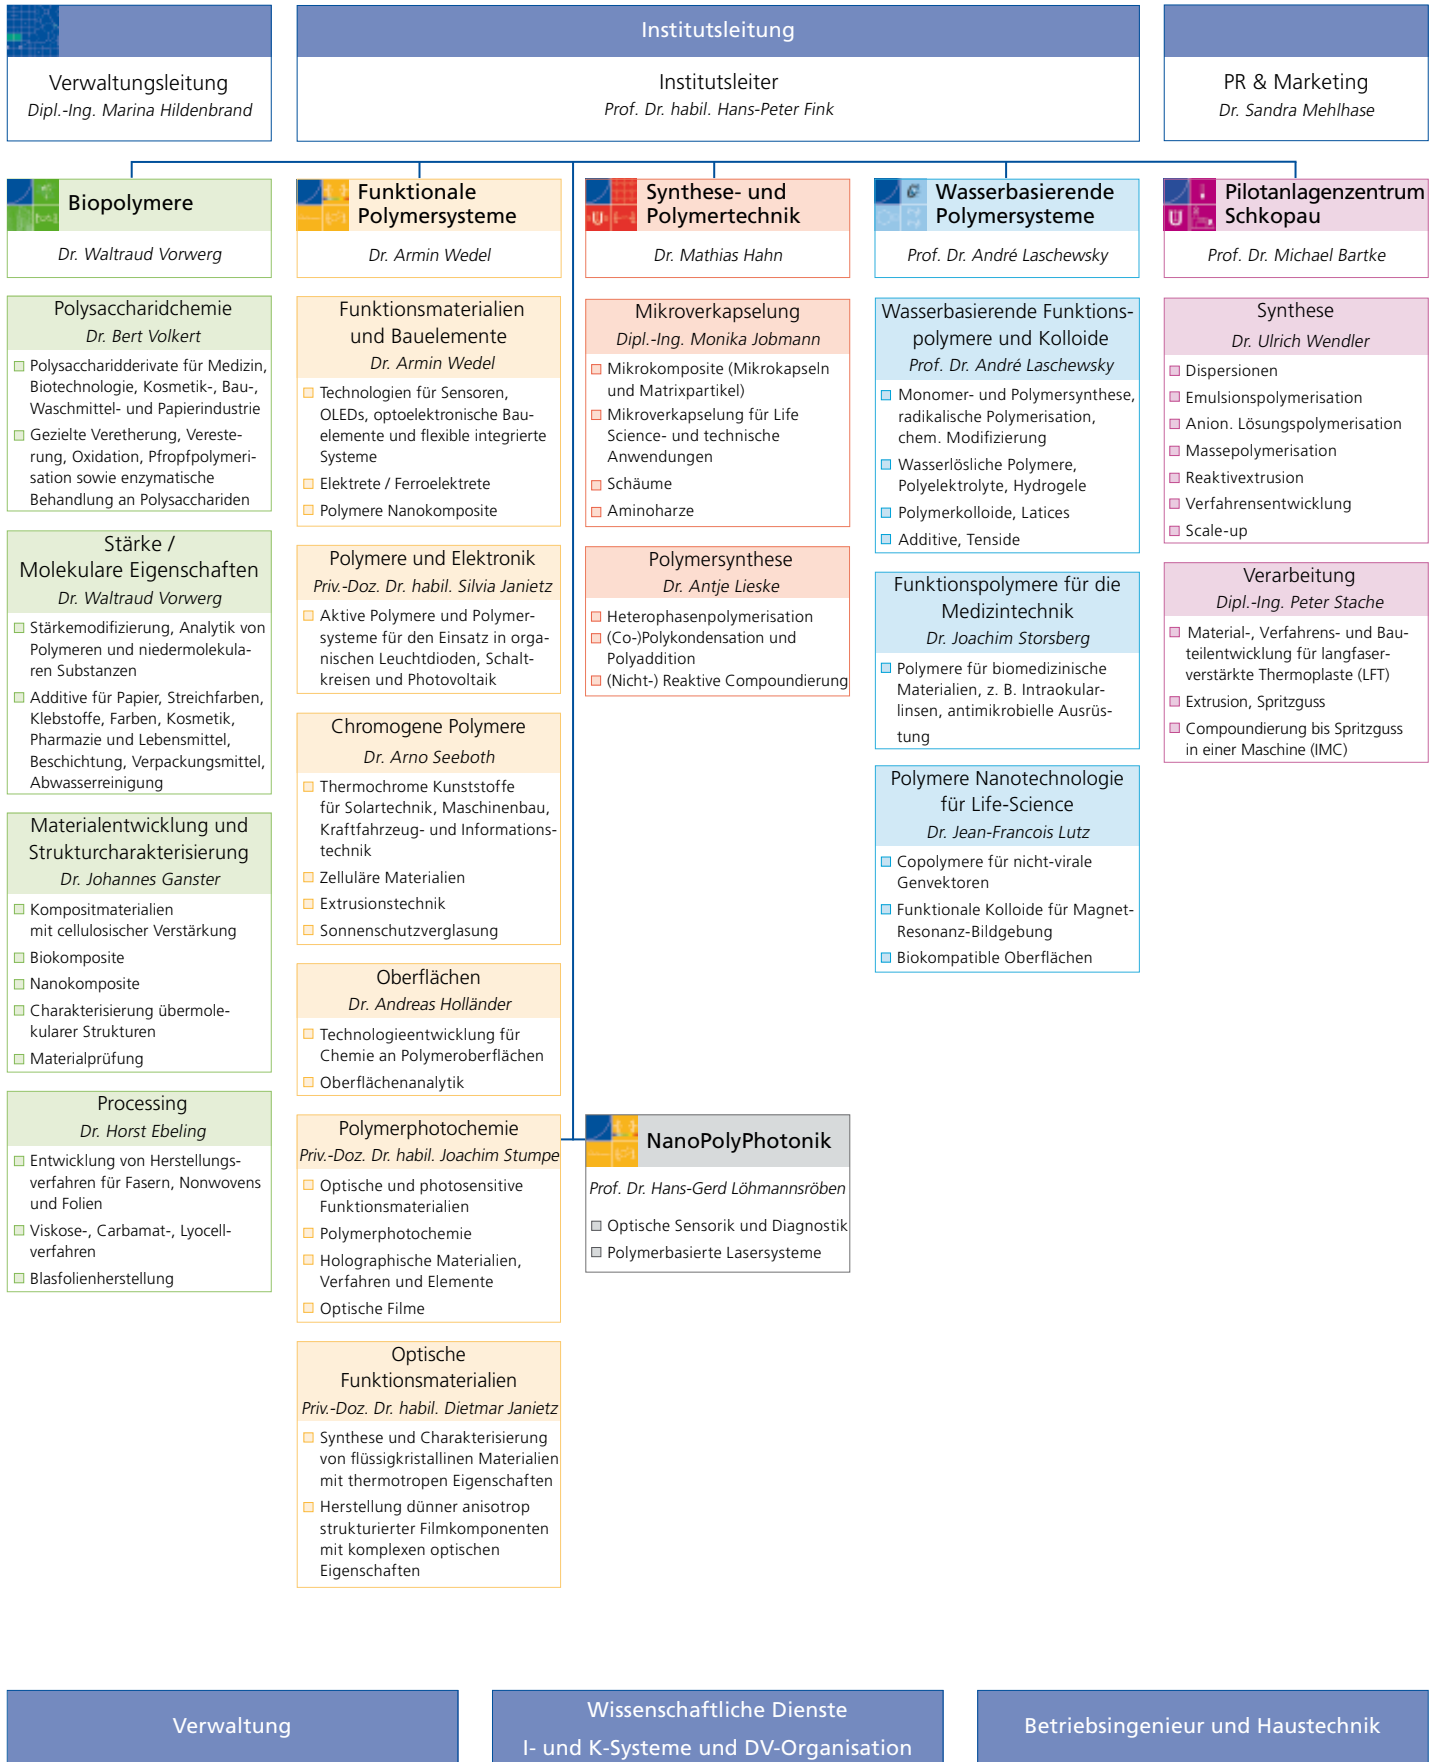 Institutsleitung
Verwaltungsleitung
Dipl.-Ing. Marina Hildenbrand
Institutsleiter
Prof. Dr. habil. Hans-Peter Fink
PR & Marketing
Dr. Sandra Mehlhase
Biopolymere
Dr. Waltraud Vorwerg
Polysaccharidchemie
Dr. Bert Volkert
Polysaccharidderivate für Medizin,
Biotechnologie, Kosmetik-, Bau-,
Waschmittel- und Papierindustrie
Gezielte Veretherung, Vereste-
rung, Oxidation, Pfropfpolymeri-
sation sowie enzymatische
Behandlung an Polysacchariden
Stärke /
Molekulare Eigenschaften
Dr. Waltraud Vorwerg
Stärkemodifizierung, Analytik von
Polymeren und niedermolekula-
ren Substanzen
Additive für Papier, Streichfarben,
Klebstoffe, Farben, Kosmetik,
Pharmazie und Lebensmittel,
Beschichtung, Verpackungsmittel,
Abwasserreinigung
Materialentwicklung und
Strukturcharakterisierung
Dr. Johannes Ganster
Kompositmaterialien
mit cellulosischer Verstärkung
Biokomposite
Nanokomposite
Charakterisierung übermole-
kularer Strukturen
Materialprüfung
Processing
Dr. Horst Ebeling
Entwicklung von Herstellungs-
verfahren für Fasern, Nonwovens
und Folien
Viskose-, Carbamat-, Lyocell-
verfahren
Blasfolienherstellung
Funktionale
Polymersysteme
Dr. Armin Wedel
Funktionsmaterialien
und Bauelemente
Dr. Armin Wedel
Technologien für Sensoren,
OLEDs, optoelektronische Bau-
elemente und flexible integrierte
Systeme
Elektrete / Ferroelektrete
Polymere Nanokomposite
Polymere und Elektronik
Priv.-Doz. Dr. habil. Silvia Janietz
Aktive Polymere und Polymer-
systeme für den Einsatz in orga-
nischen Leuchtdioden, Schalt-
kreisen und Photovoltaik
Chromogene Polymere
Dr. Arno Seeboth
Thermochrome Kunststoffe
für Solartechnik, Maschinenbau,
Kraftfahrzeug- und Informations-
technik
Zelluläre Materialien
Extrusionstechnik
Sonnenschutzverglasung
Oberflächen
Dr. Andreas Holländer
Technologieentwicklung für
Chemie an Polymeroberflächen
Oberflächenanalytik
Polymerphotochemie
Priv.-Doz. Dr. habil. Joachim Stumpe
Optische und photosensitive
Funktionsmaterialien
Polymerphotochemie
Holographische Materialien,
Verfahren und Elemente
Optische Filme
Optische
Funktionsmaterialien
Priv.-Doz. Dr. habil. Dietmar Janietz
Synthese und Charakterisierung
von flüssigkristallinen Materialien
mit thermotropen Eigenschaften
Herstellung dünner anisotrop
strukturierter Filmkomponenten
mit komplexen optischen
Eigenschaften
Synthese- und
Polymertechnik
Dr. Mathias Hahn
Mikroverkapselung
Dipl.-Ing. Monika Jobmann
Mikrokomposite (Mikrokapseln
und Matrixpartikel)
Mikroverkapselung für Life
Science- und technische
Anwendungen
Schäume
Aminoharze
Polymersynthese
Dr. Antje Lieske
Heterophasenpolymerisation
(Co-)Polykondensation und
Polyaddition
(Nicht-) Reaktive Compoundierung
NanoPolyPhotonik
Prof. Dr. Hans-Gerd Löhmannsröben
Optische Sensorik und Diagnostik
Polymerbasierte Lasersysteme
Wasserbasierende
Polymersysteme
Prof. Dr. André Laschewsky
Wasserbasierende Funktions-
polymere und Kolloide
Prof. Dr. André Laschewsky
Monomer- und Polymersynthese,
radikalische Polymerisation,
chem. Modifizierung
Wasserlösliche Polymere,
Polyelektrolyte, Hydrogele
Polymerkolloide, Latices
Additive, Tenside
Funktionspolymere für die
Medizintechnik
Dr. Joachim Storsberg
Polymere für biomedizinische
Materialien, z. B. Intraokular-
linsen, antimikrobielle Ausrüs-
tung
Polymere Nanotechnologie
für Life-Science
Dr. Jean-Francois Lutz
Copolymere für nicht-virale
Genvektoren
Funktionale Kolloide für Magnet-
Resonanz-Bildgebung
Biokompatible Oberflächen
Pilotanlagenzentrum
Schkopau
Prof. Dr. Michael Bartke
Synthese
Dr. Ulrich Wendler
Dispersionen
Emulsionspolymerisation
Anion. Lösungspolymerisation
Massepolymerisation
Reaktivextrusion
Verfahrensentwicklung
Scale-up
Verarbeitung
Dipl.-Ing. Peter Stache
Material-, Verfahrens- und Bau-
teilentwicklung für langfaser-
verstärkte Thermoplaste (LFT)
Extrusion, Spritzguss
Compoundierung bis Spritzguss
in einer Maschine (IMC)
Verwaltung
Wissenschaftliche Dienste
I- und K-Systeme und DV-Organisation
Betriebsingenieur und Haustechnik